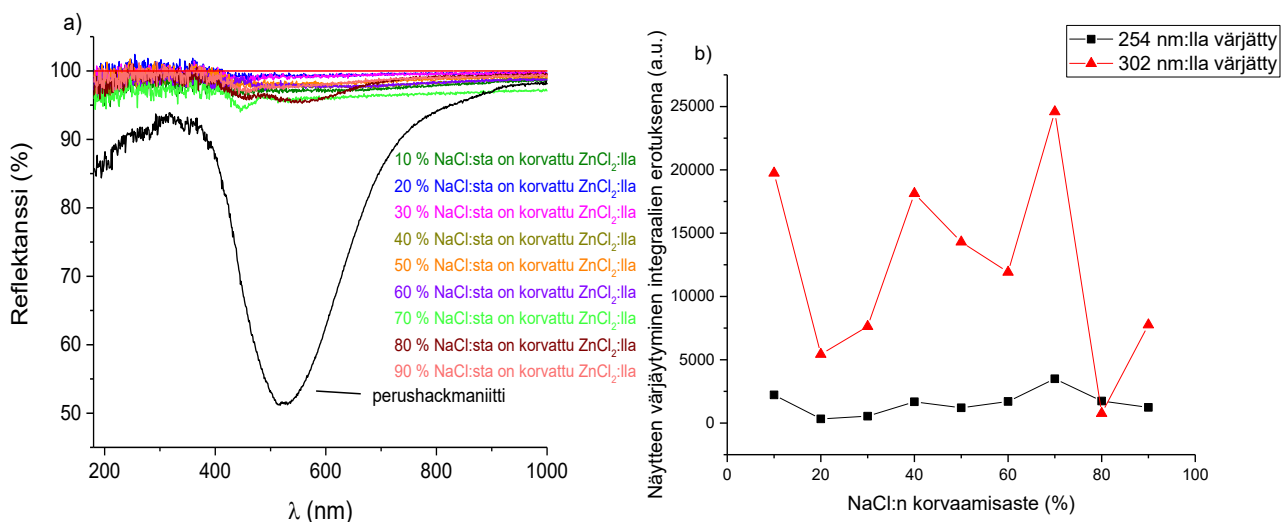 a)
Reflektanssi (%)
100
90
80
70
60
50
200
400
600
800
1000
λ (nm)
10 % NaCl:sta on korvattu ZnCl₂:lla
20 % NaCl:sta on korvattu ZnCl₂:lla
30 % NaCl:sta on korvattu ZnCl₂:lla
40 % NaCl:sta on korvattu ZnCl₂:lla
50 % NaCl:sta on korvattu ZnCl₂:lla
60 % NaCl:sta on korvattu ZnCl₂:lla
70 % NaCl:sta on korvattu ZnCl₂:lla
80 % NaCl:sta on korvattu ZnCl₂:lla
90 % NaCl:sta on korvattu ZnCl₂:lla
perushackmaniitti
b)
254 nm:lla värjätty
302 nm:lla värjätty
Näytteen värjäytyminen integraalien erotuksena (a.u.)
25000
20000
15000
10000
5000
0
0
20
40
60
80
100
NaCl:n korvaamisaste (%)